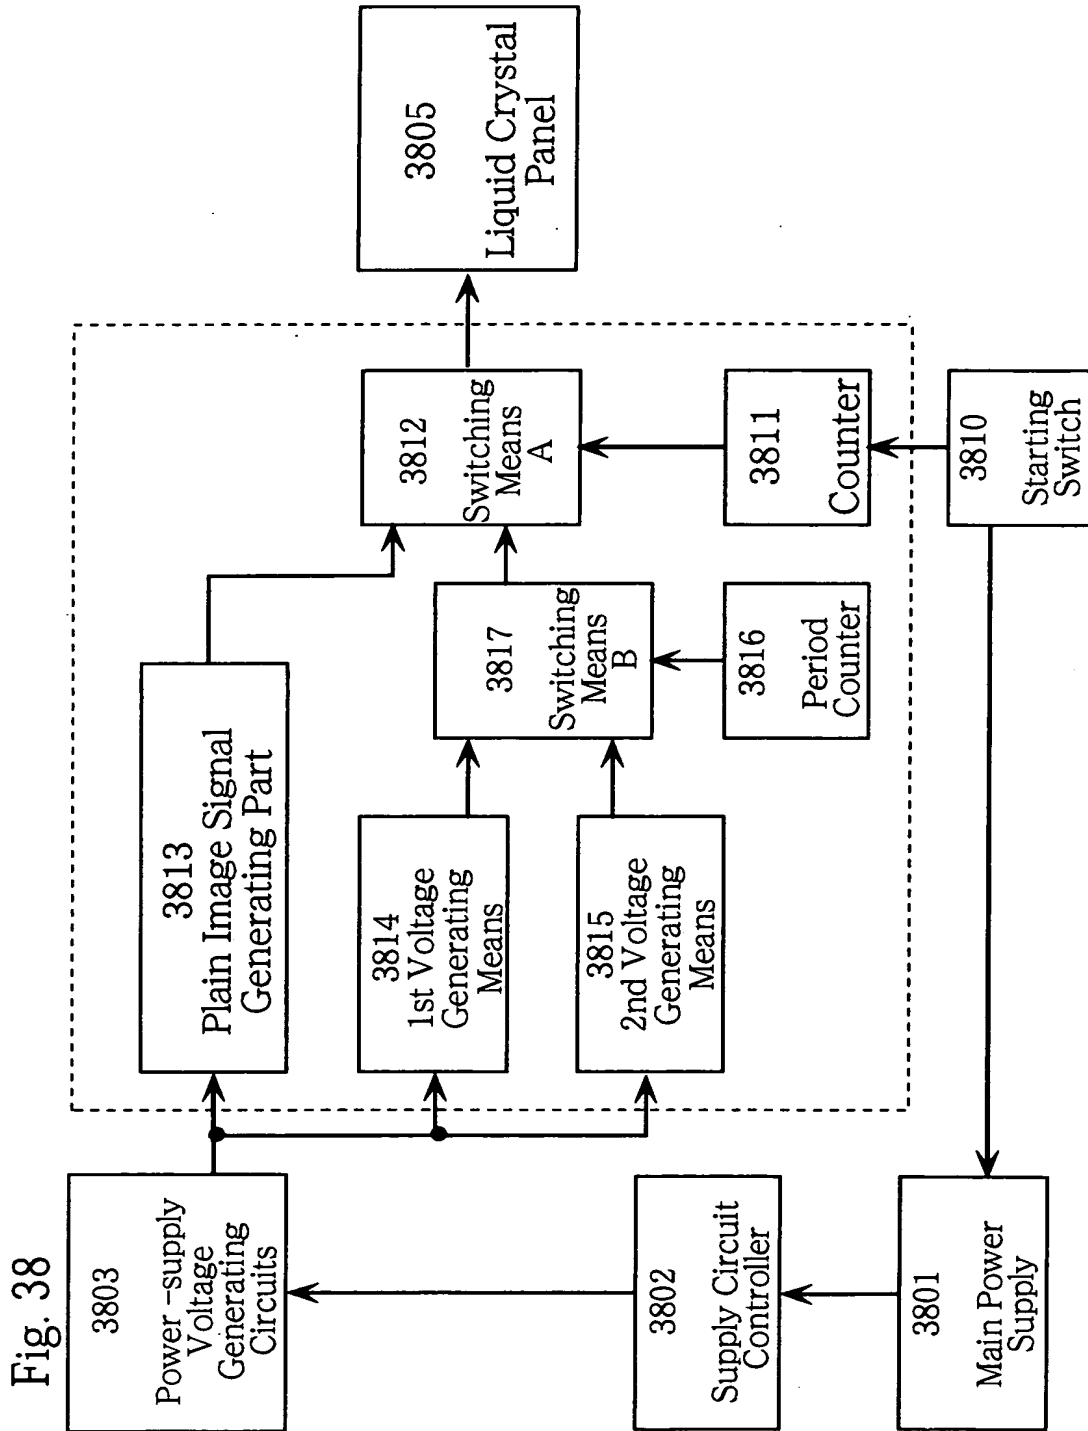 Fig. 38
3803
Power-supply
Voltage
Generating
Circuits
3802
Supply Circuit
Controller
3801
Main Power
Supply
3813
Plain Image Signal
Generating Part
3814
1st Voltage
Generating
Means
3815
2nd Voltage
Generating
Means
3817
Switching
Means
B
3816
Period
Counter
3812
Switching
Means
A
3811
Counter
3810
Starting
Switch
3805
Liquid Crystal
Panel